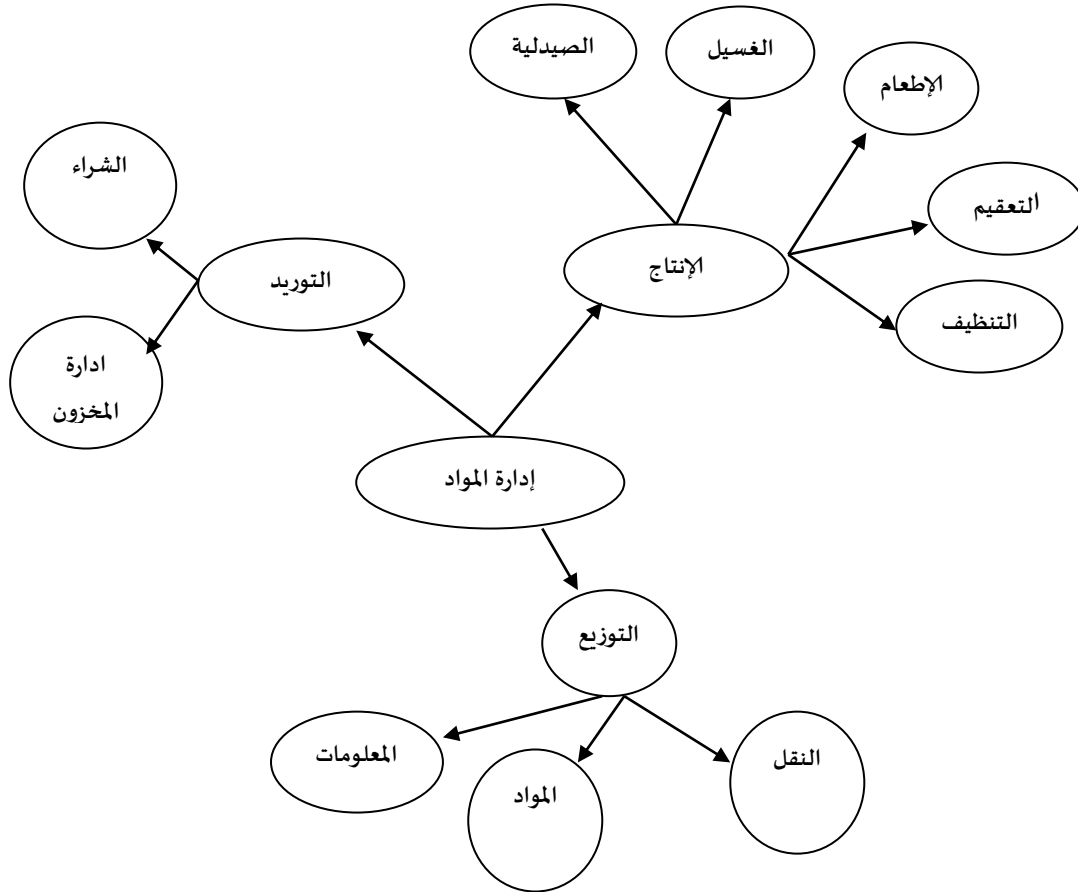 الصيدلية
الغسيل
الإطعام
الشراء
التعقيم
الإنتاج
التوريد
التنظيف
ادارة
المخزون
إدارة المواد
التوزيع
المعلومات
النقل
المواد